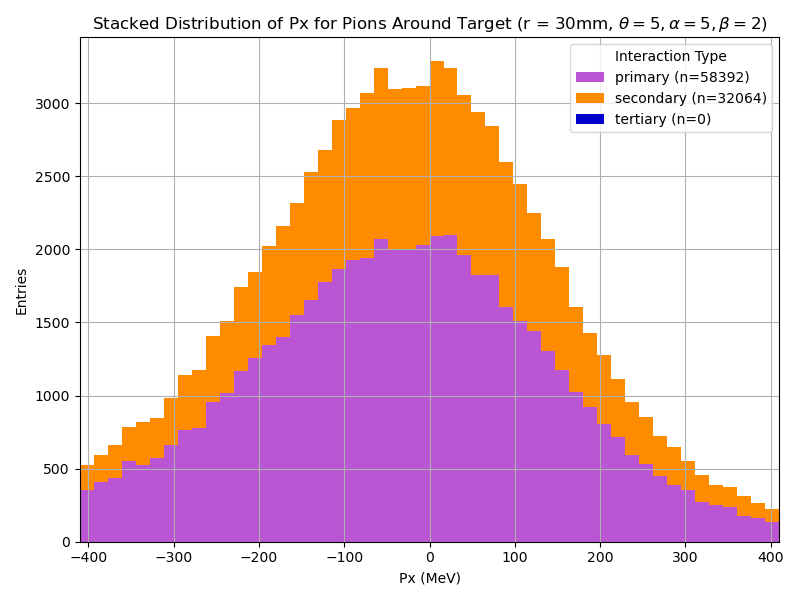 Stacked Distribution of Px for Pions Around Target (r = 30mm, θ = 5, α = 5, β = 2)
Interaction Type
primary (n=58392)
secondary (n=32064)
tertiary (n=0)
Entries
3000
2500
2000
1500
1000
500
0
−400 −300 −200 −100 0 100 200 300 400
Px (MeV)